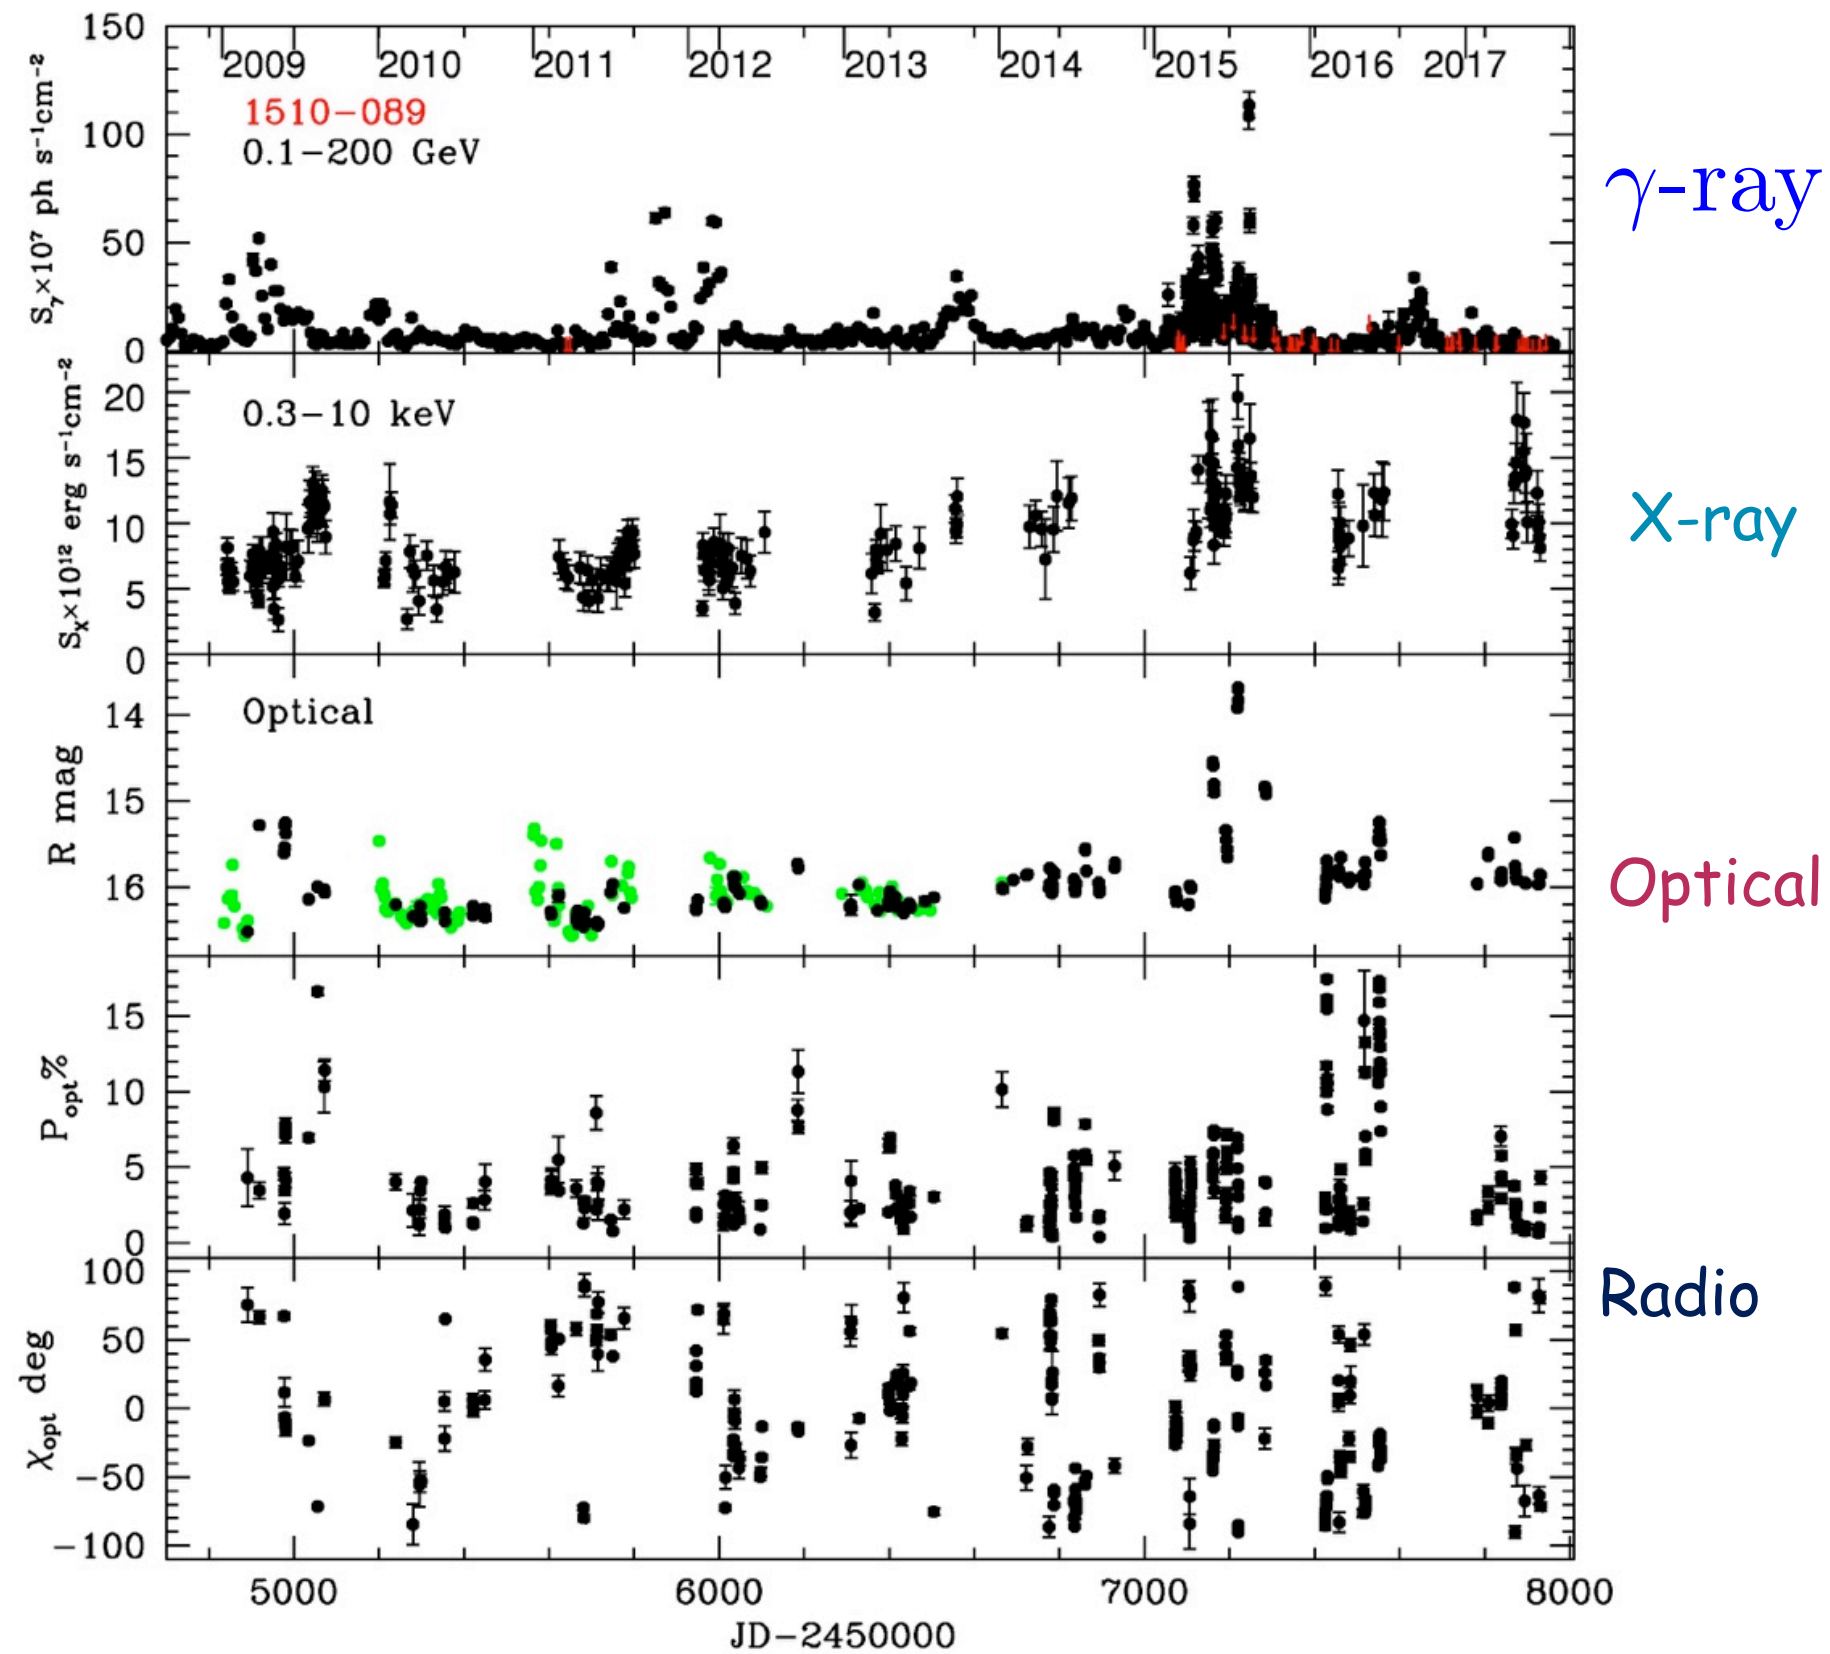 150
2009 2010 2011 2012 2013 2014 2015 2016 2017
1510-089
0.1-200 GeV
100
50
0
S_γ×10⁷ ph s⁻¹cm⁻²
γ-ray
0.3-10 keV
20
15
10
5
0
S_X×10¹² erg s⁻¹cm⁻²
X-ray
Optical
14
15
16
R mag
Optical
15
10
5
0
P_opt%
Radio
100
50
0
-50
-100
χ_opt deg
5000 6000 7000 8000
JD-2450000